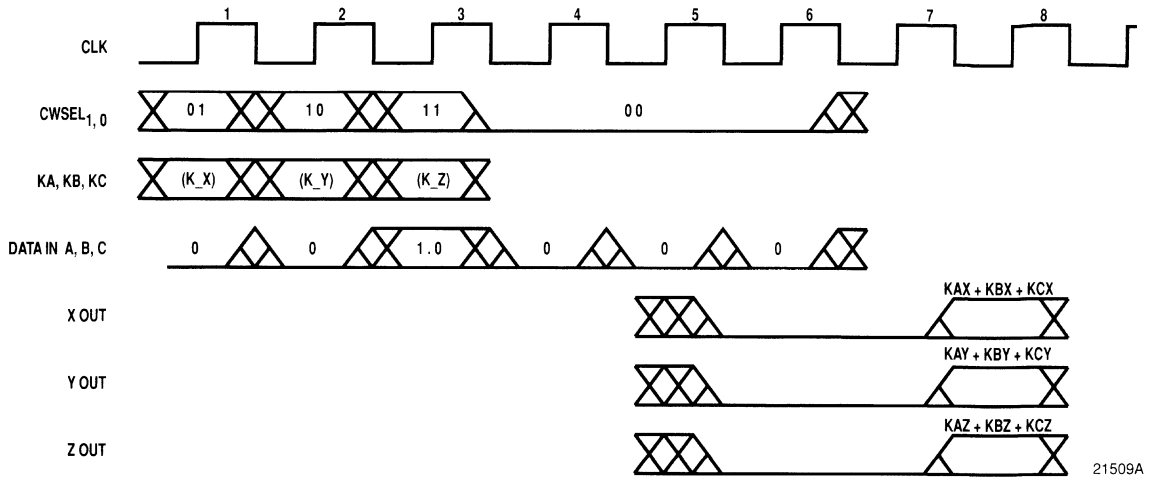 1 2 3 4 5 6 7 8
CLK
CWSEL1, 0 01 10 11 00
KA, KB, KC (K_X) (K_Y) (K_Z)
DATA IN A, B, C 0 0 1.0 0 0 0
KAX + KBX + KCX
X OUT
KAY + KBY + KCY
Y OUT
KAZ + KBZ + KCZ
Z OUT
21509A